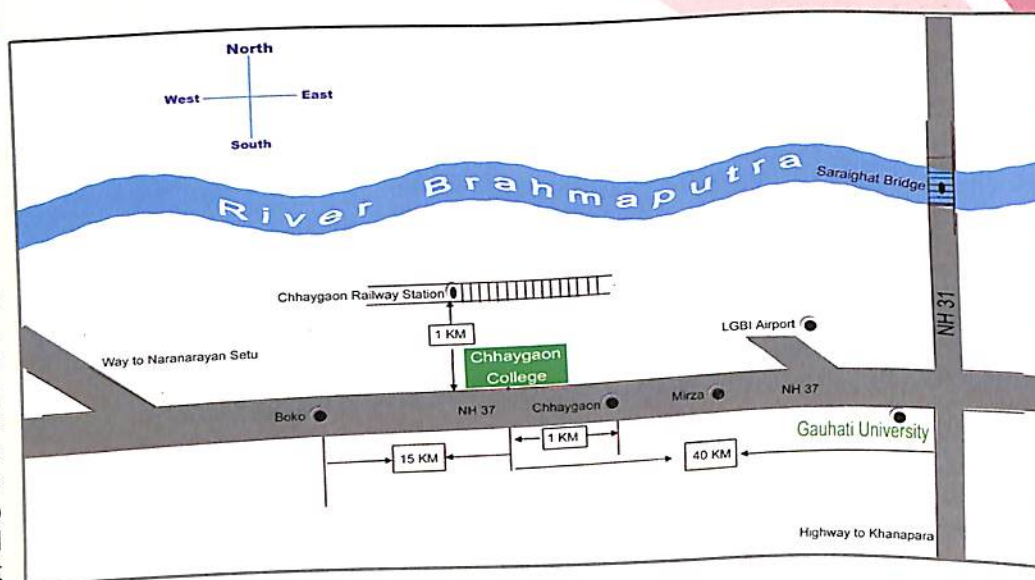 North
West
East
South
River Brahmaputra
Saraighat Bridge
Chhaygaon Railway Station
1 KM
NH 31
LGBI Airport
Way to Naranarayan Setu
Chhaygaon
College
Boko
NH 37
Chhaygaon
Mirza
NH 37
Gauhati University
15 KM
1 KM
40 KM
Highway to Khanapara